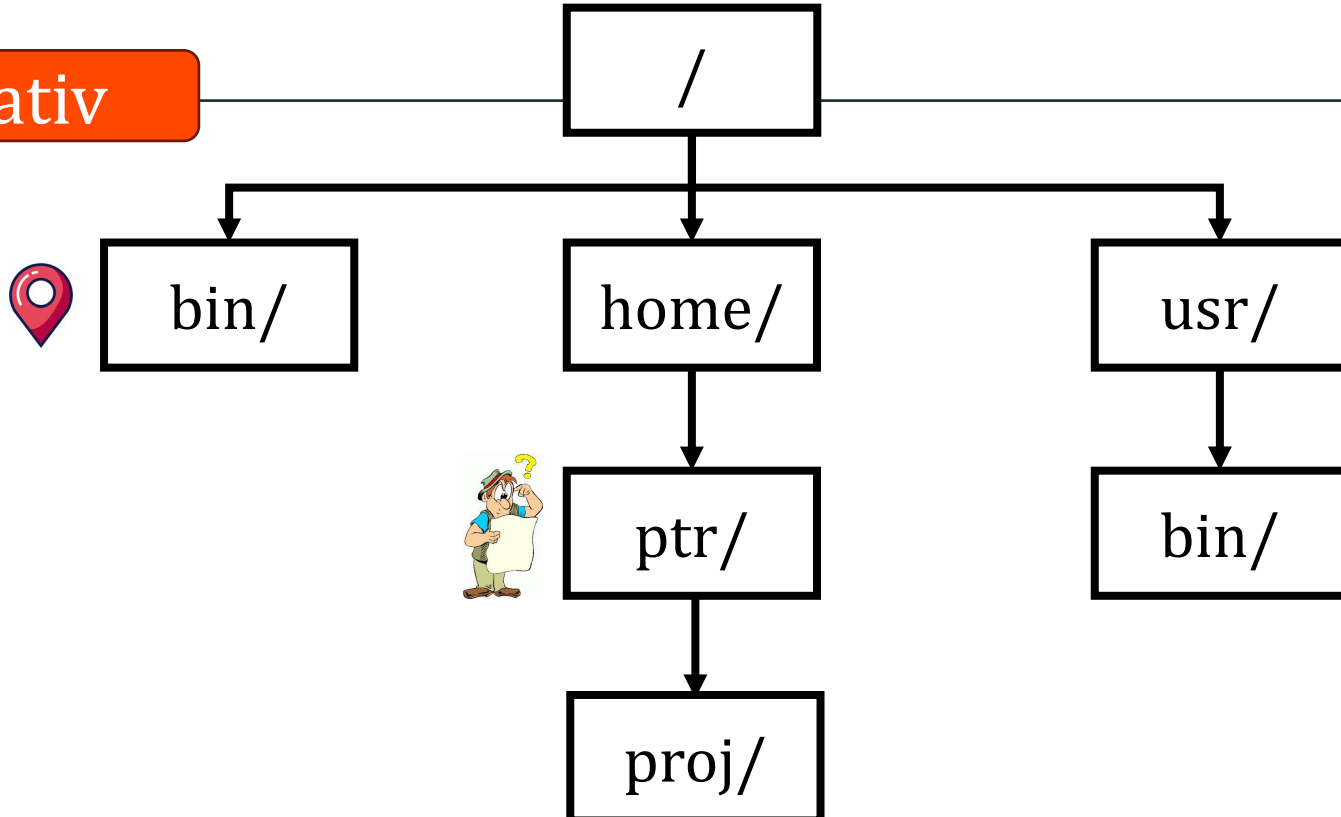 /
ativ
bin/
home/
usr/
?
ptr/
bin/
proj/